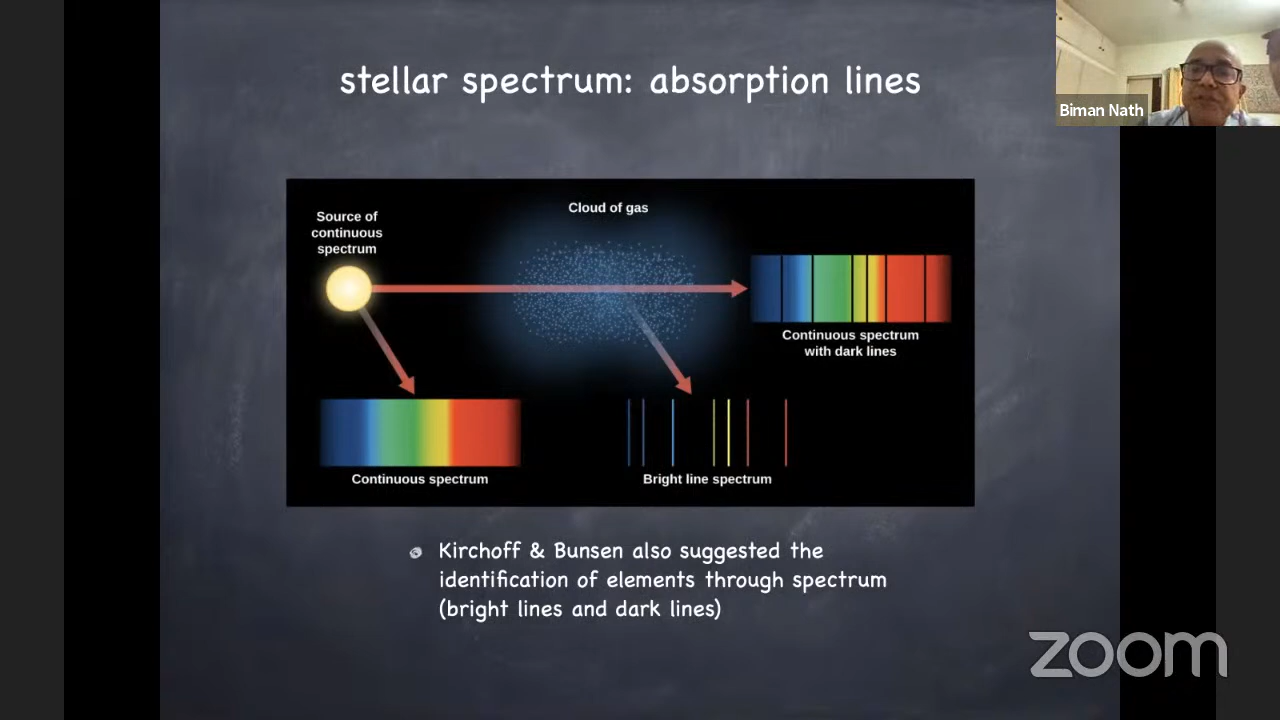 stellar spectrum: absorption lines
Biman Nath
Source of
continuous
spectrum
Cloud of gas
Continuous spectrum
with dark lines
Continuous spectrum
Bright line spectrum
Kirchoff & Bunsen also suggested the
identification of elements through spectrum
(bright lines and dark lines)
zoom